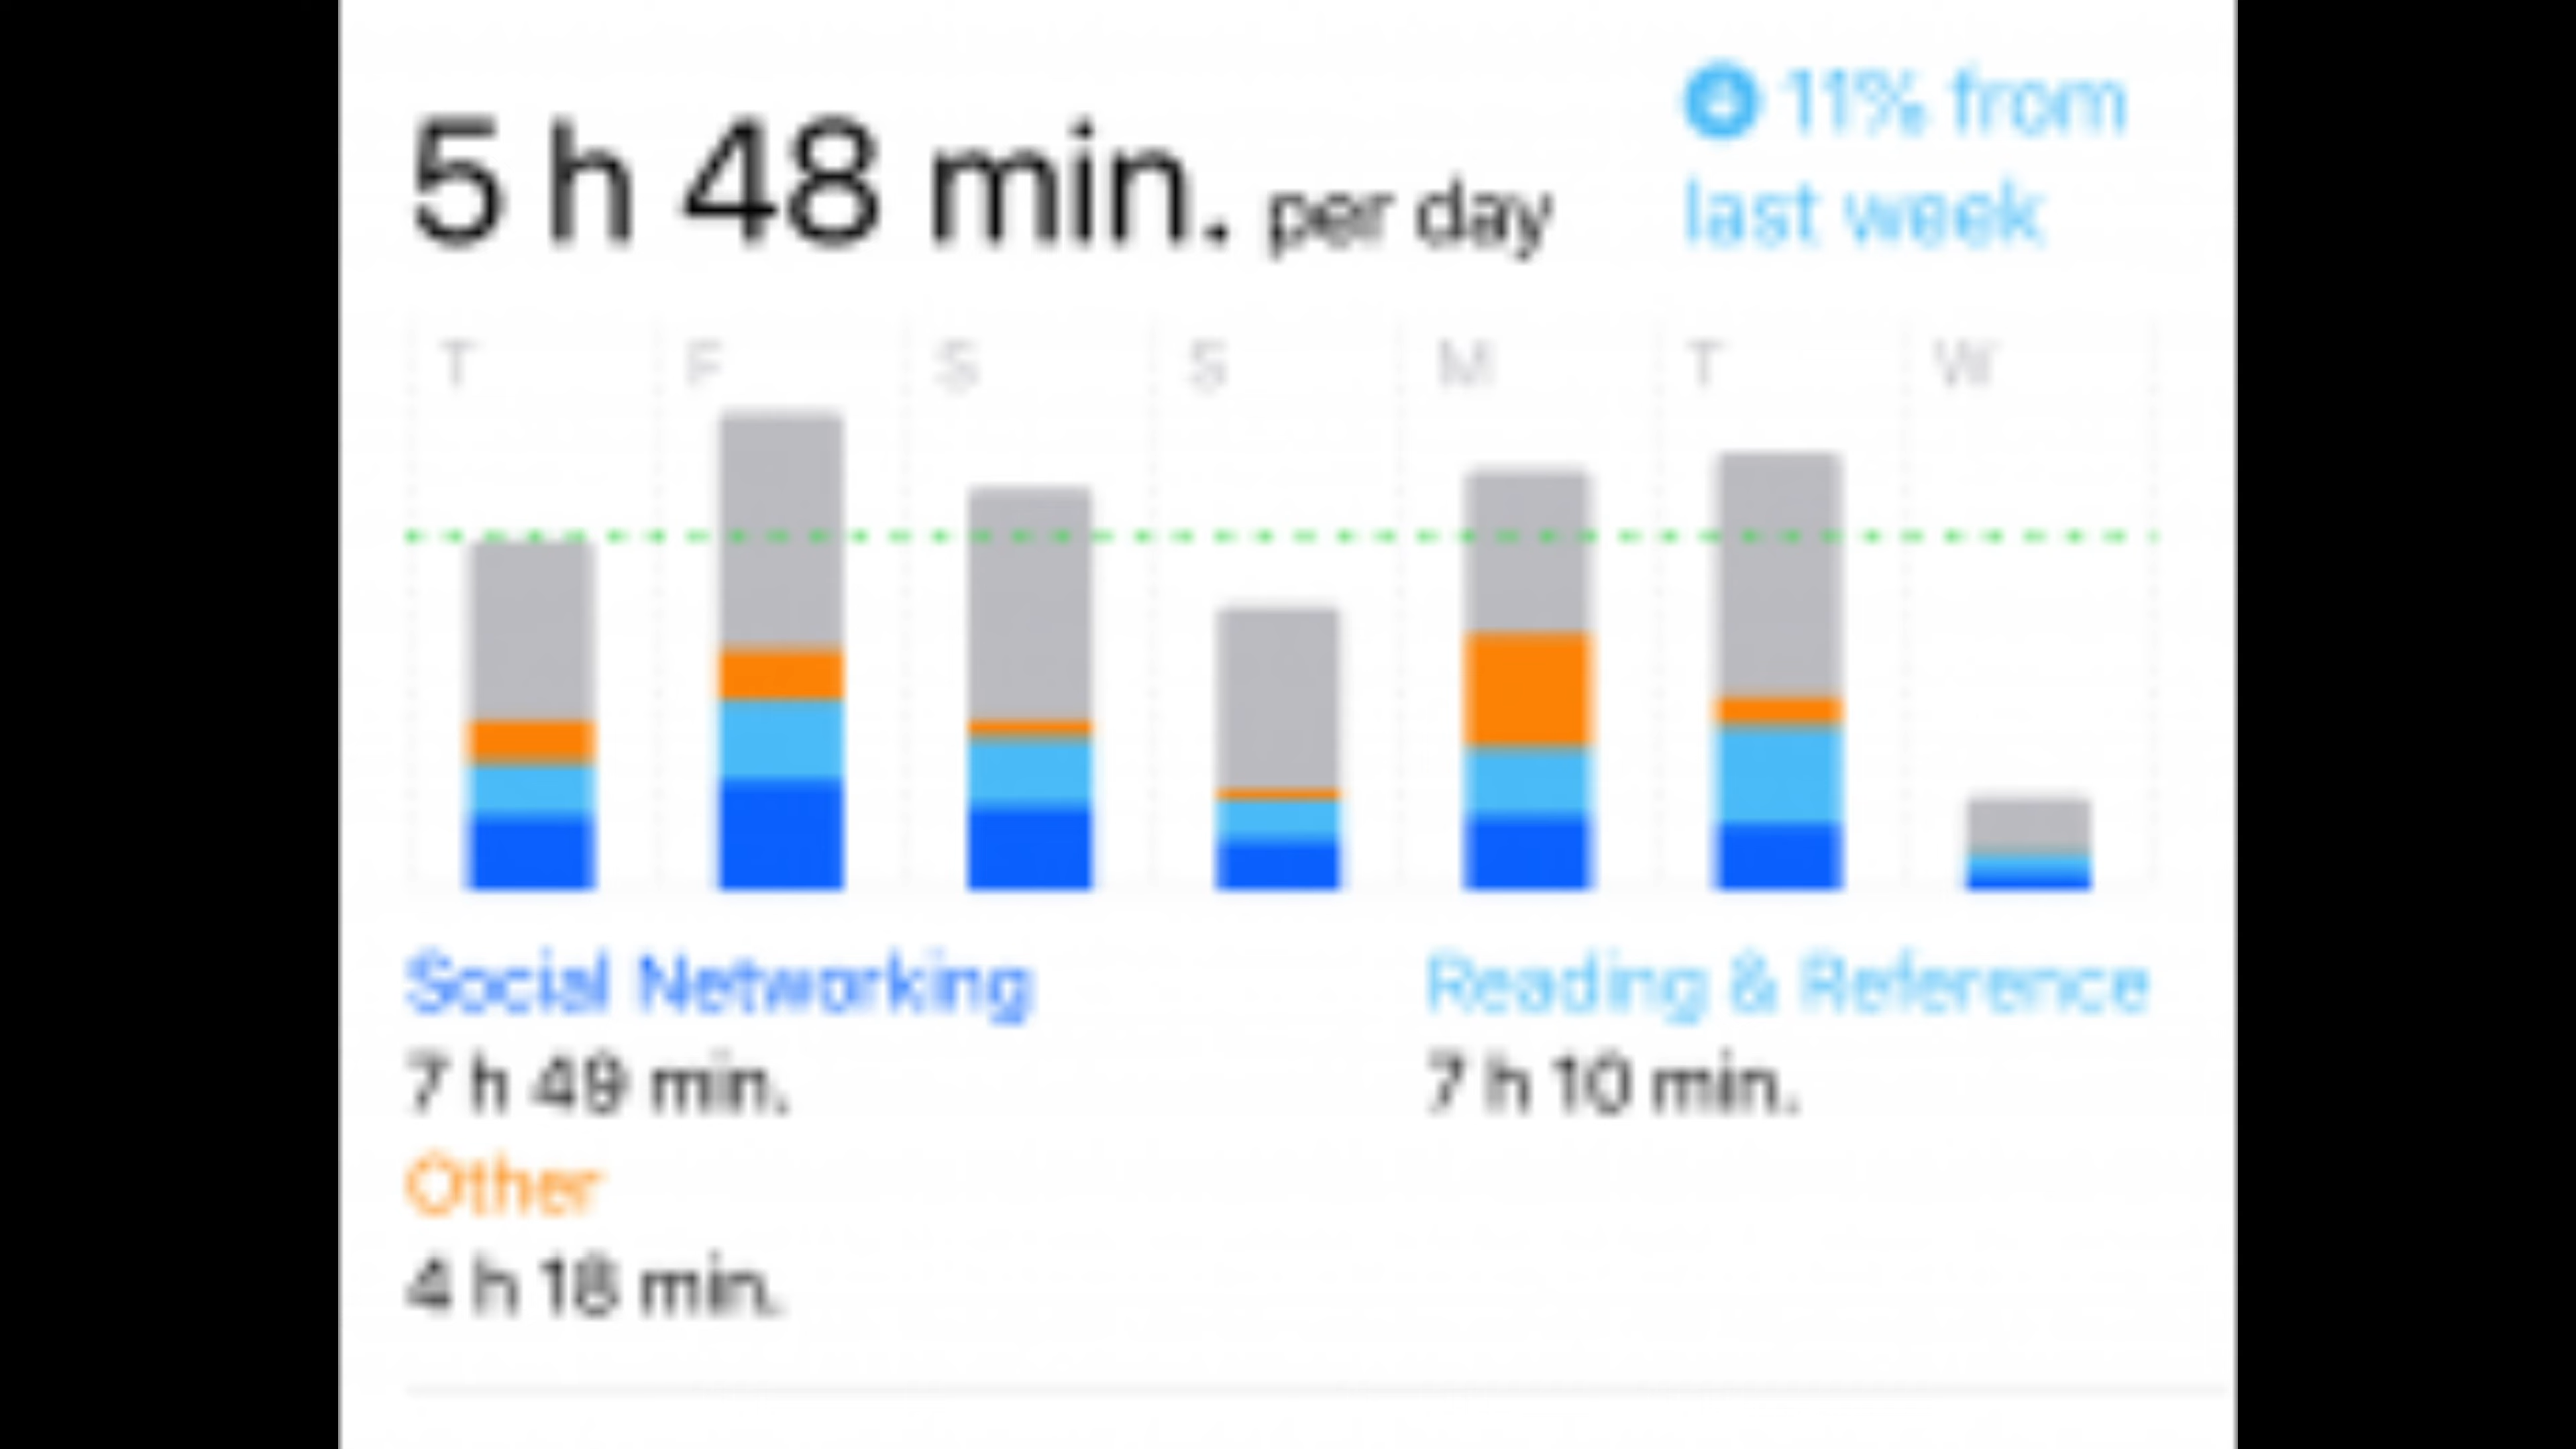 5 h 48 min. per day
11% from
last week
T F S S M T W
Social Networking
Reading & Reference
7 h 49 min.
7 h 10 min.
Other
4 h 18 min.